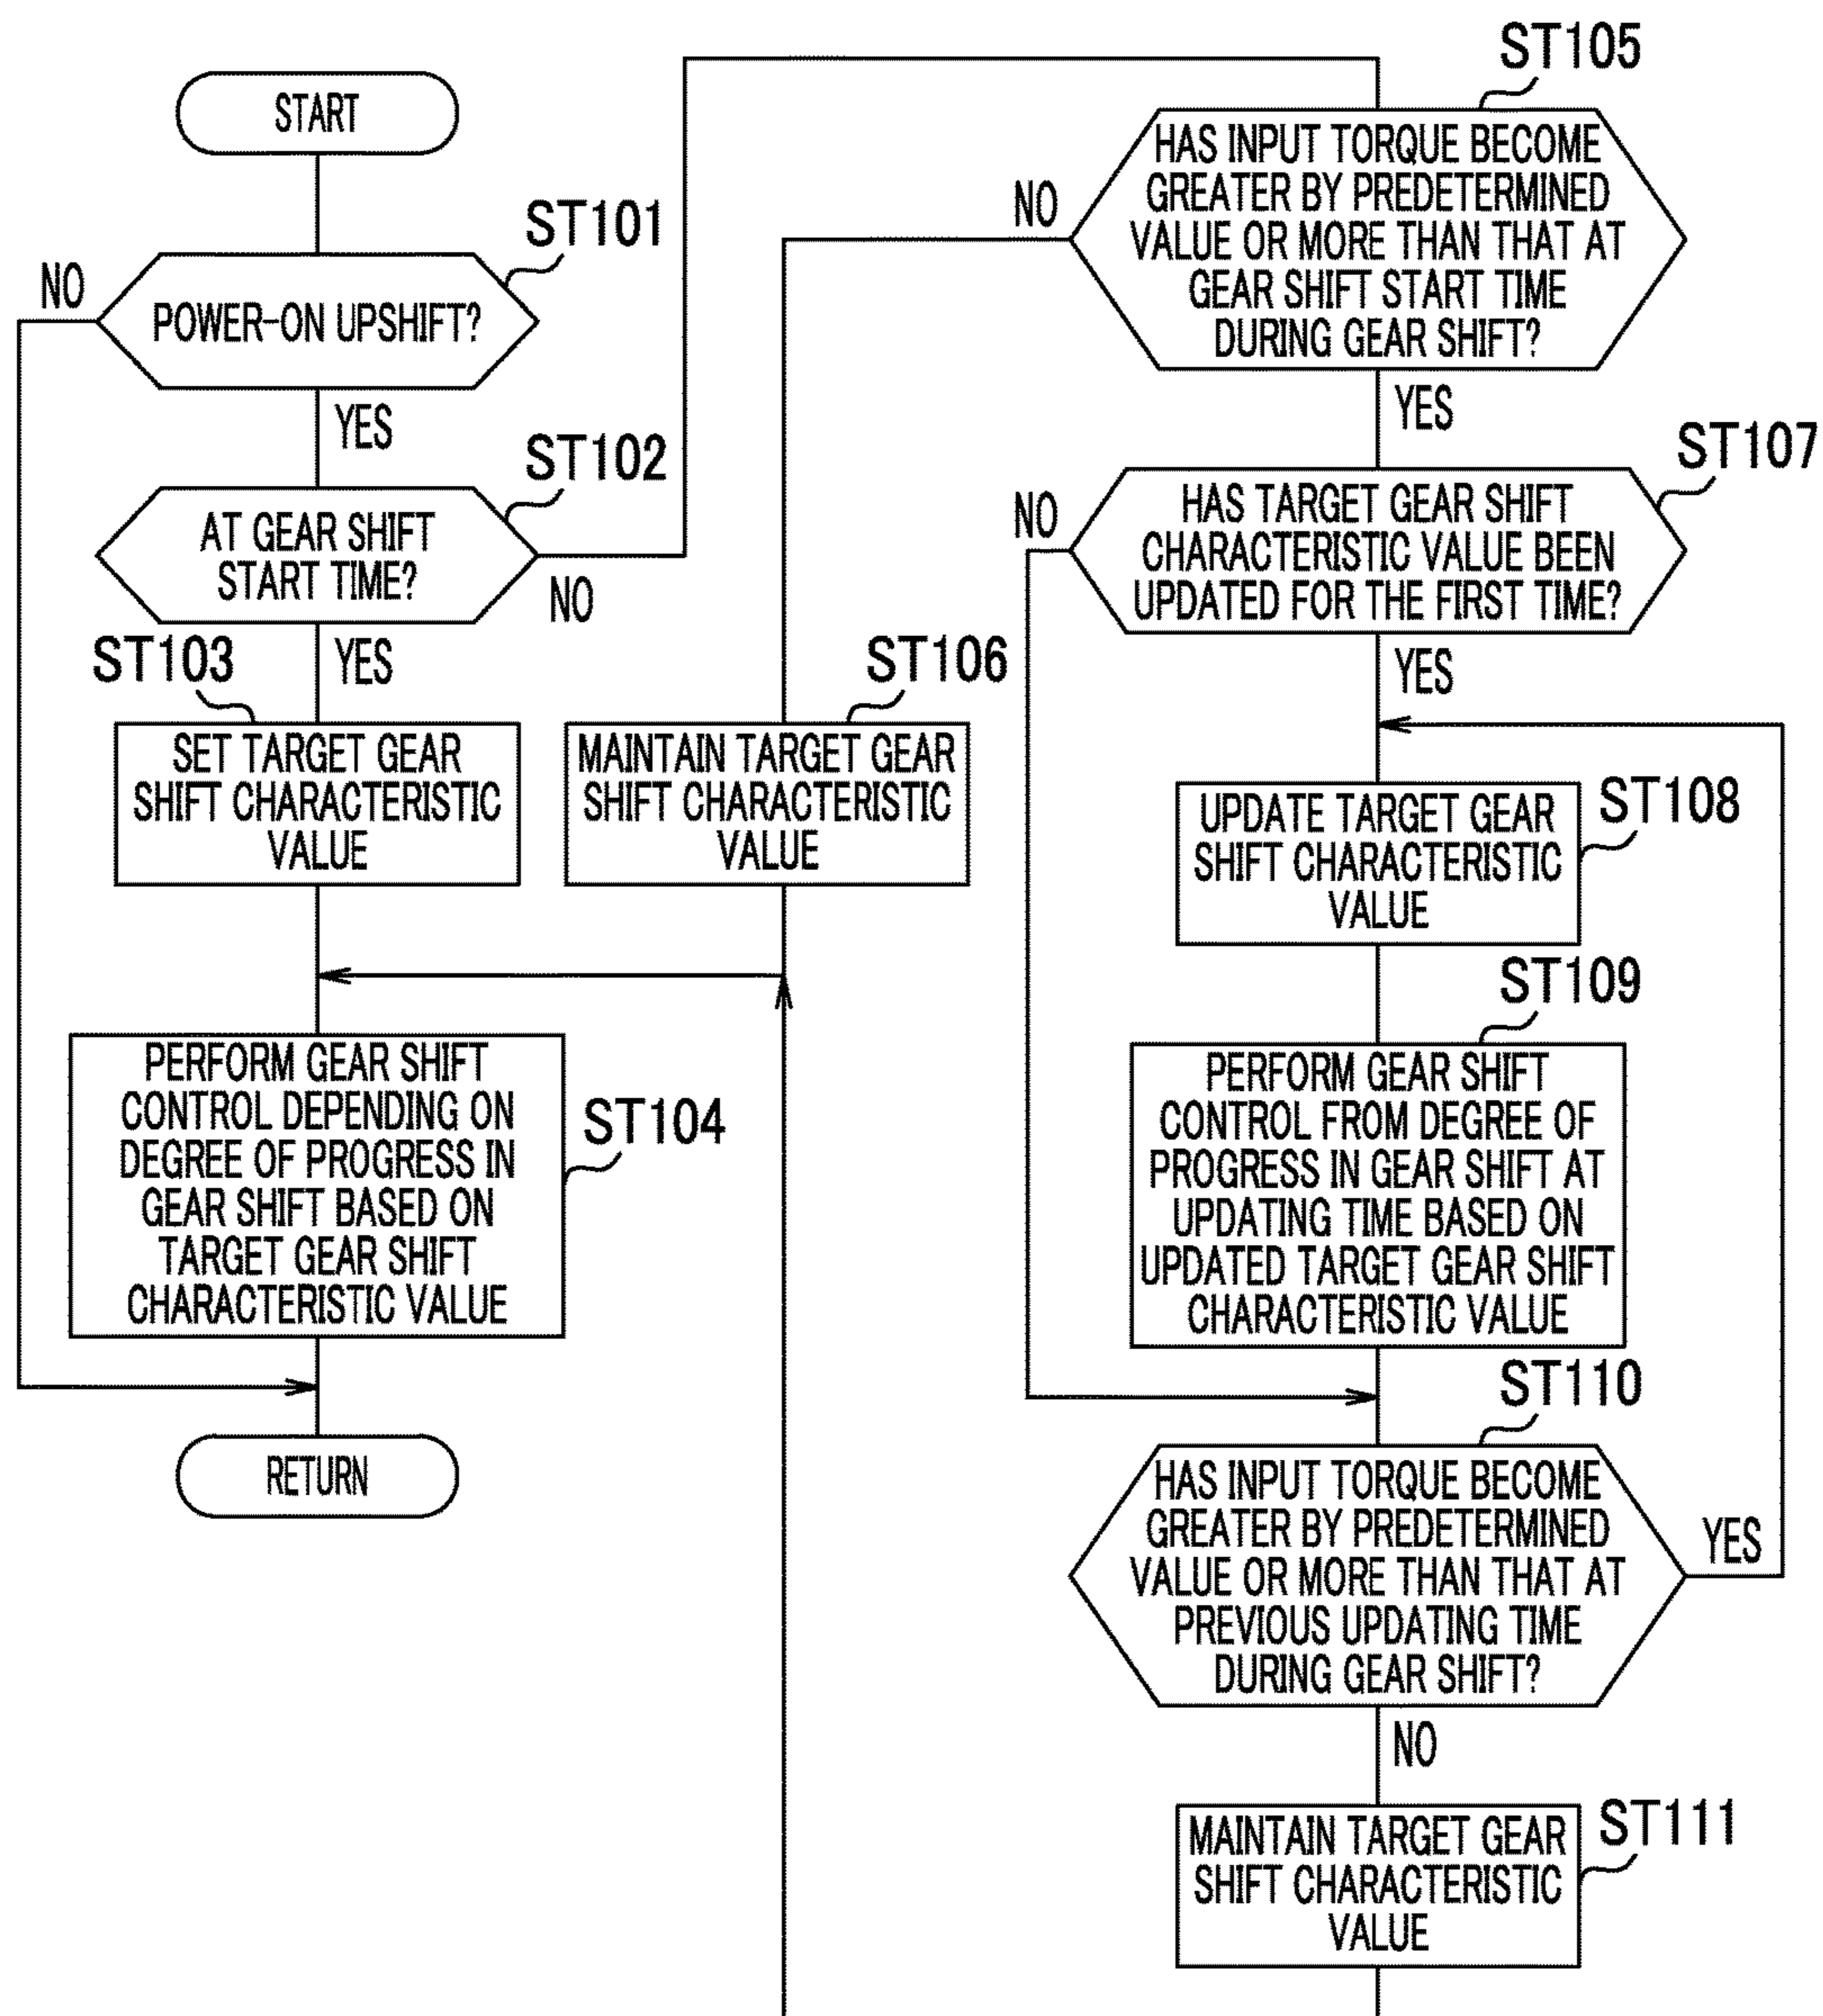 START
ST101
NO
POWER-ON UPSHIFT?
YES
ST102
AT GEAR SHIFT
START TIME?
NO
YES
ST103
SET TARGET GEAR
SHIFT CHARACTERISTIC
VALUE
ST106
MAINTAIN TARGET GEAR
SHIFT CHARACTERISTIC
VALUE
PERFORM GEAR SHIFT
CONTROL DEPENDING ON
DEGREE OF PROGRESS IN
GEAR SHIFT BASED ON
TARGET GEAR SHIFT
CHARACTERISTIC VALUE
ST104
RETURN
ST105
HAS INPUT TORQUE BECOME
GREATER BY PREDETERMINED
VALUE OR MORE THAN THAT AT
GEAR SHIFT START TIME
DURING GEAR SHIFT?
NO
YES
ST107
HAS TARGET GEAR SHIFT
CHARACTERISTIC VALUE BEEN
UPDATED FOR THE FIRST TIME?
NO
YES
UPDATE TARGET GEAR
SHIFT CHARACTERISTIC
VALUE
ST108
ST109
PERFORM GEAR SHIFT
CONTROL FROM DEGREE OF
PROGRESS IN GEAR SHIFT AT
UPDATING TIME BASED ON
UPDATED TARGET GEAR SHIFT
CHARACTERISTIC VALUE
ST110
HAS INPUT TORQUE BECOME
GREATER BY PREDETERMINED
VALUE OR MORE THAN THAT AT
PREVIOUS UPDATING TIME
DURING GEAR SHIFT?
YES
NO
MAINTAIN TARGET GEAR
SHIFT CHARACTERISTIC
VALUE
ST111